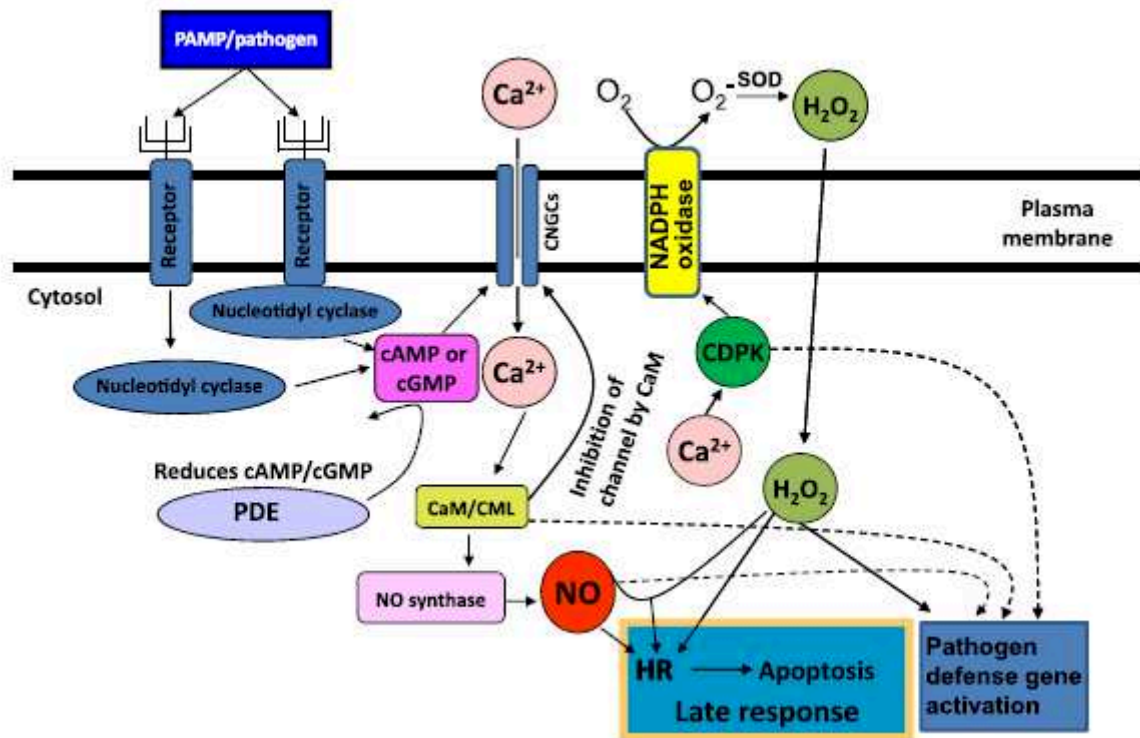 PAMP/pathogen
Ca²⁺
O₂
O₂⁻
SOD
H₂O₂
Receptor
Receptor
CNGCs
NADPH
oxidase
Plasma
membrane
Cytosol
Nucleotidyl cyclase
Nucleotidyl cyclase
cAMP or
cGMP
Ca²⁺
CDPK
Inhibition of
channel by CaM
Ca²⁺
Reduces cAMP/cGMP
PDE
H₂O₂
CaM/CML
NO synthase
NO
HR
Apoptosis
Late response
Pathogen
defense gene
activation